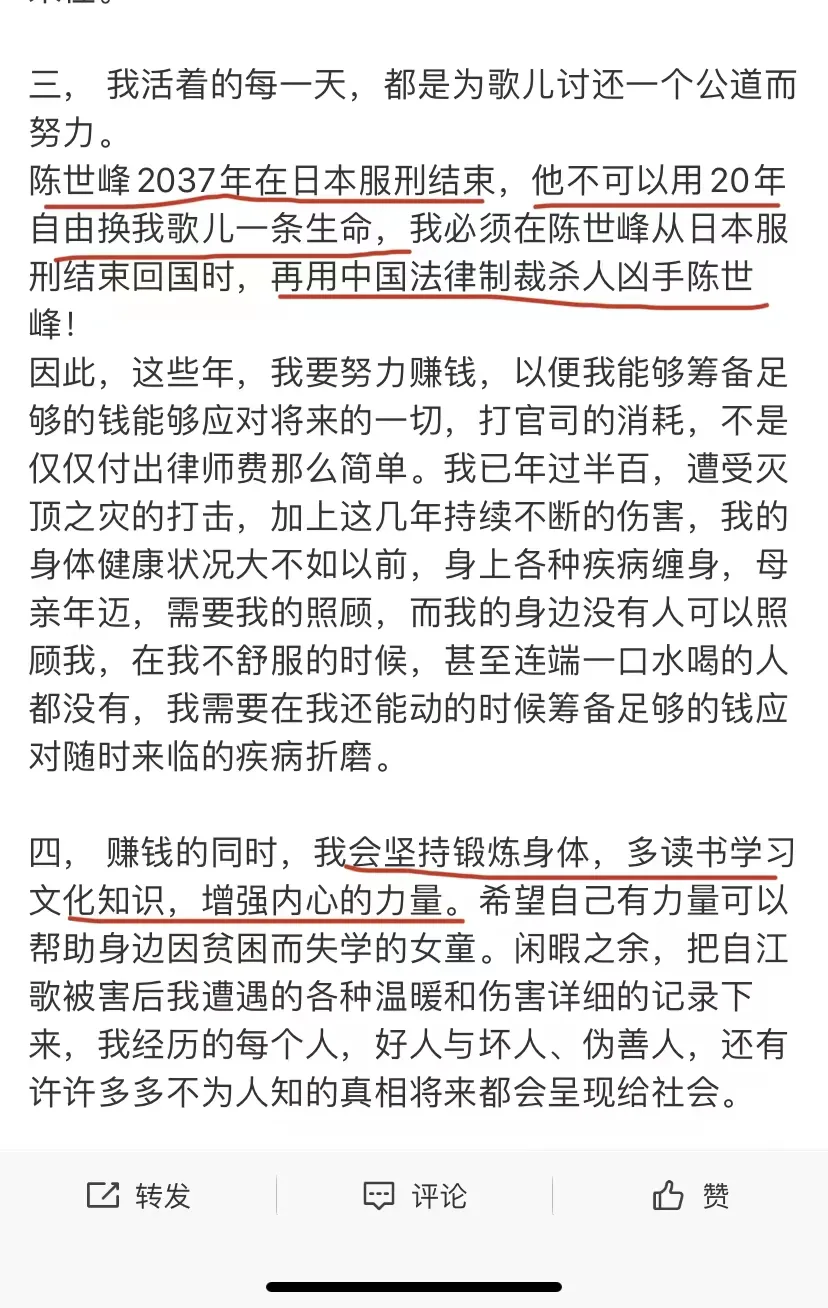 三， 我活着的每一天，都是为歌儿讨还一个公道而
努力。
陈世峰2037年在日本服刑结束，他不可以用20年
自由换我歌儿一条生命，我必须在陈世峰从日本服
刑结束回国时，再用中国法律制裁杀人凶手陈世
峰！
因此，这些年，我要努力赚钱，以便我能够筹备足
够的钱能够应对将来的一切，打官司的消耗，不是
仅仅付出律师费那么简单。我已年过半百，遭受灭
顶之灾的打击，加上这几年持续不断的伤害，我的
身体健康状况大不如以前，身上各种疾病缠身，母
亲年迈，需要我的照顾，而我的身边没有人可以照
顾我，在我不舒服的时候，甚至连端一口水喝的人
都没有，我需要在我还能动的时候筹备足够的钱应
对随时来临的疾病折磨。
四， 赚钱的同时，我会坚持锻炼身体，多读书学习
文化知识，增强内心的力量。希望自己有力量可以
帮助身边因贫困而失学的女童。闲暇之余，把自江
歌被害后我遭遇的各种温暖和伤害详细的记录下
来，我经历的每个人，好人与坏人、伪善人，还有
许许多多不为人知的真相将来都会呈现给社会。
转发 评论 赞